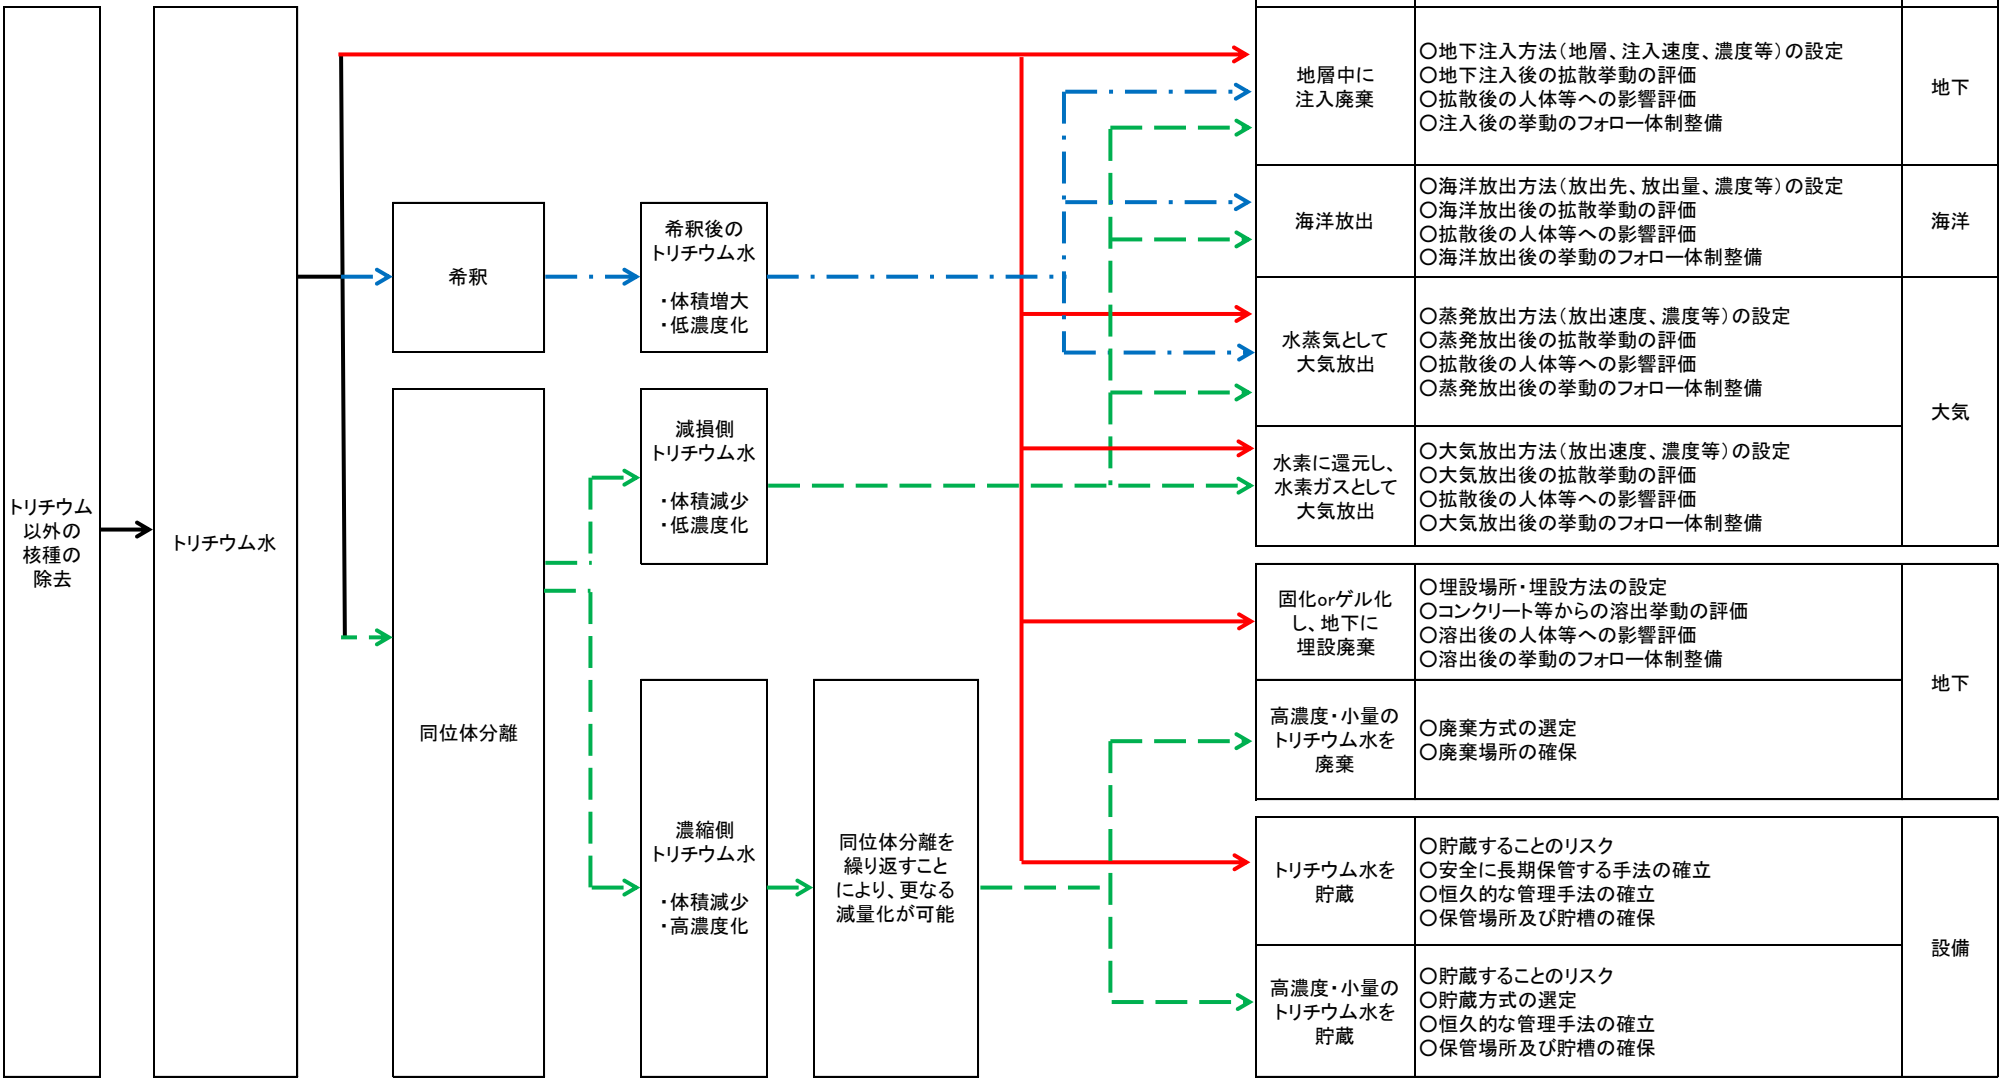 トリチウム
以外の
核種の
除去
トリチウム水
希釈
希釈後の
トリチウム水
・体積増大
・低濃度化
同位体分離
減損側
トリチウム水
・体積減少
・低濃度化
濃縮側
トリチウム水
・体積減少
・高濃度化
同位体分離を
繰り返すこと
により、更なる
減量化が可能
地層中に
注入廃棄
〇地下注入方法（地層、注入速度、濃度等）の設定
〇地下注入後の拡散挙動の評価
〇拡散後の人体等への影響評価
〇注入後の挙動のフォロー体制整備
地下
海洋放出
〇海洋放出方法（放出先、放出量、濃度等）の設定
〇海洋放出後の拡散挙動の評価
〇拡散後の人体等への影響評価
〇海洋放出後の挙動のフォロー体制整備
海洋
水蒸気として
大気放出
〇蒸発放出方法（放出速度、濃度等）の設定
〇蒸発放出後の拡散挙動の評価
〇拡散後の人体等への影響評価
〇蒸発放出後の挙動のフォロー体制整備
大気
水素に還元し、
水素ガスとして
大気放出
〇大気放出方法（放出速度、濃度等）の設定
〇大気放出後の拡散挙動の評価
〇拡散後の人体等への影響評価
〇大気放出後の挙動のフォロー体制整備
固化orゲル化
し、地下に
埋設廃棄
〇埋設場所・埋設方法の設定
〇コンクリート等からの溶出挙動の評価
〇溶出後の人体等への影響評価
〇溶出後の挙動のフォロー体制整備
地下
高濃度・小量の
トリチウム水を
廃棄
〇廃棄方式の選定
〇廃棄場所の確保
トリチウム水を
貯蔵
〇貯蔵することのリスク
〇安全に長期保管する手法の確立
〇恒久的な管理手法の確立
〇保管場所及び貯槽の確保
設備
高濃度・小量の
トリチウム水を
貯蔵
〇貯蔵することのリスク
〇貯蔵方式の選定
〇恒久的な管理手法の確立
〇保管場所及び貯槽の確保